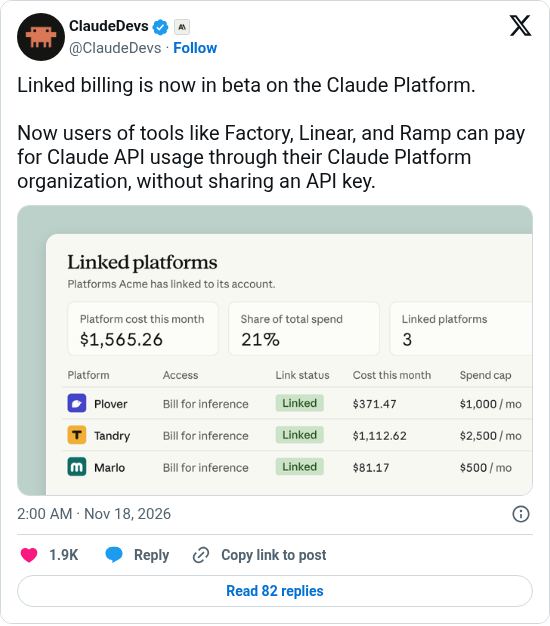 ClaudeDevs
@ClaudeDevs · Follow
Linked billing is now in beta on the Claude Platform.
Now users of tools like Factory, Linear, and Ramp can pay
for Claude API usage through their Claude Platform
organization, without sharing an API key.
Linked platforms
Platforms Acme has linked to its account.
Platform cost this month Share of total spend Linked platforms
$1,565.26 21% 3
Platform Access Link status Cost this month Spend cap
Plover Bill for inference Linked $371.47 $1,000 / mo
Tandry Bill for inference Linked $1,112.62 $2,500 / mo
Marlo Bill for inference Linked $81.17 $500 / mo
2:00 AM · Nov 18, 2026
1.9K Reply Copy link to post
Read 82 replies